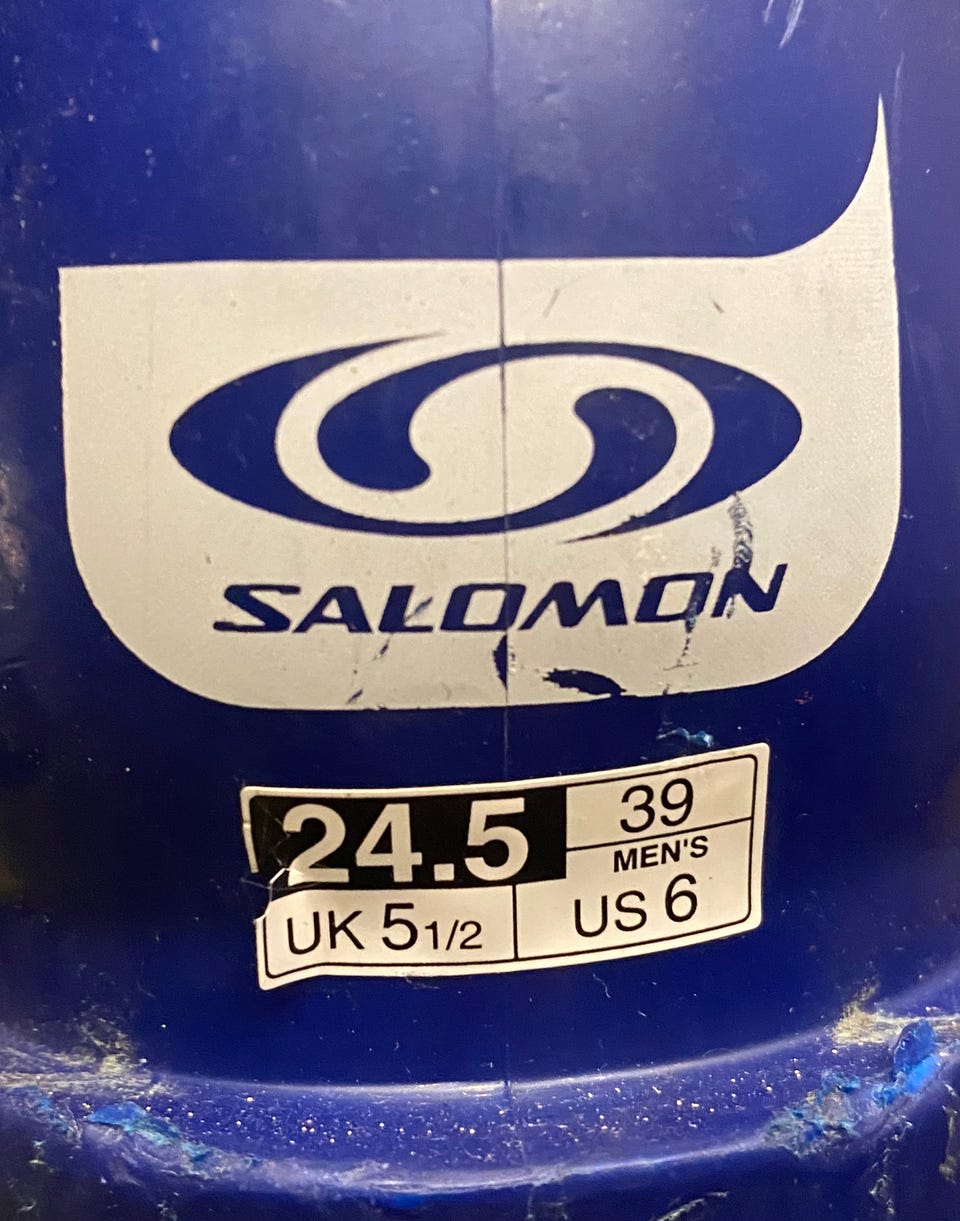 SALOMON
24.5
39
MEN'S
UK 5 1/2
US 6